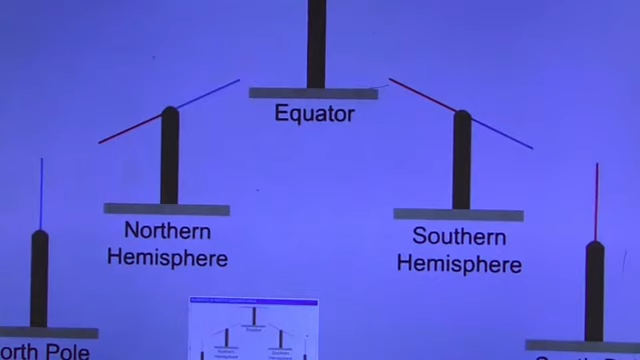 Equator
Northern
Hemisphere
Southern
Hemisphere
orth Pole